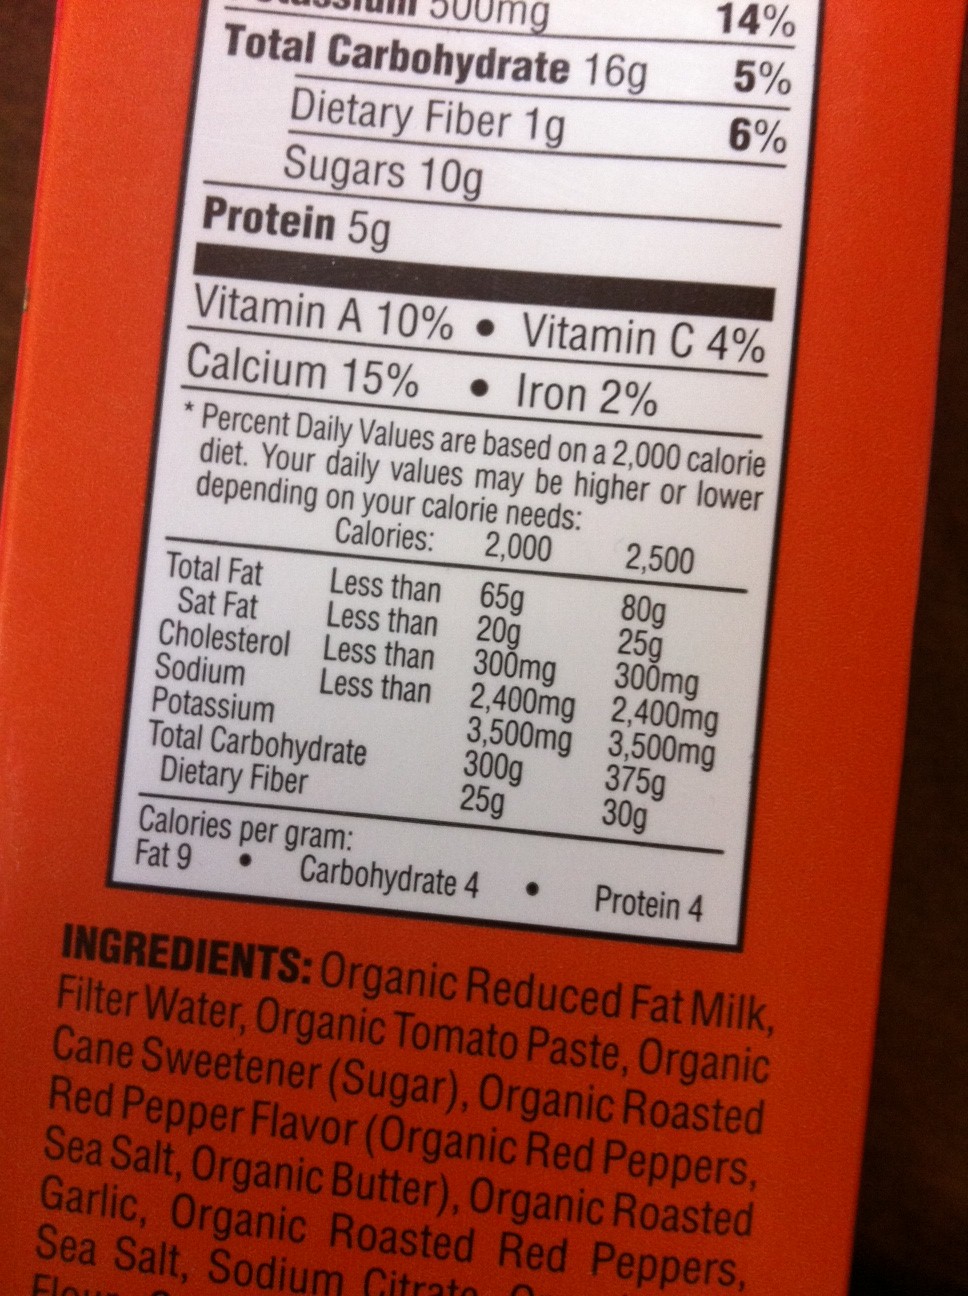 Potassium 500mg 14%
Total Carbohydrate 16g 5%
Dietary Fiber 1g 6%
Sugars 10g
Protein 5g
Vitamin A 10% • Vitamin C 4%
Calcium 15% • Iron 2%
* Percent Daily Values are based on a 2,000 calorie
diet. Your daily values may be higher or lower
depending on your calorie needs:
Calories: 2,000 2,500
Total Fat Less than 65g 80g
Sat Fat Less than 20g 25g
Cholesterol Less than 300mg 300mg
Sodium Less than 2,400mg 2,400mg
Potassium 3,500mg 3,500mg
Total Carbohydrate 300g 375g
Dietary Fiber 25g 30g
Calories per gram:
Fat 9 • Carbohydrate 4 • Protein 4
INGREDIENTS: Organic Reduced Fat Milk,
Filter Water, Organic Tomato Paste, Organic
Cane Sweetener (Sugar), Organic Roasted
Red Pepper Flavor (Organic Red Peppers,
Sea Salt, Organic Butter), Organic Roasted
Garlic, Organic Roasted Red Peppers,
Sea Salt, Sodium Citrate,